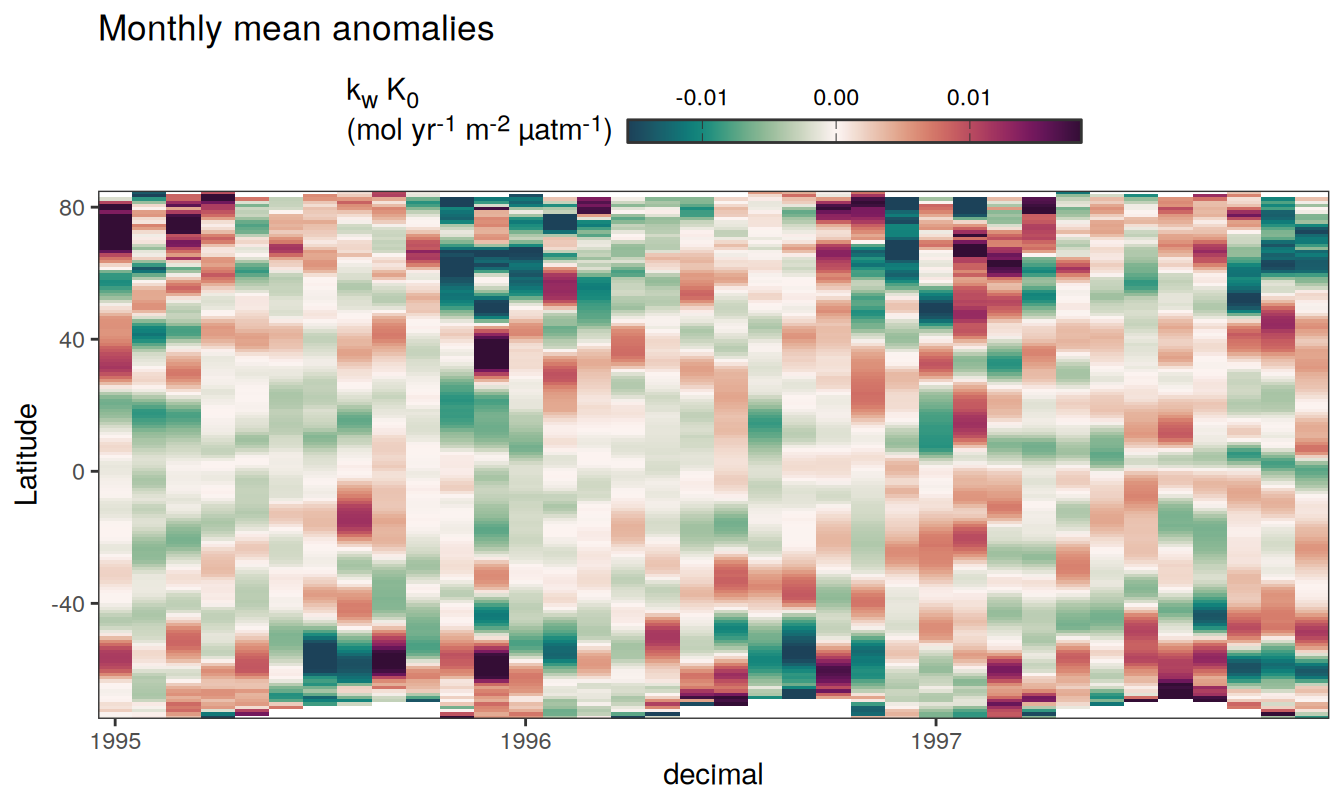 Monthly mean anomalies
k_w K_0
(mol yr⁻¹ m⁻² µatm⁻¹)
-0.01 0.00 0.01
80
40
0
-40
Latitude
1995 1996 1997
decimal